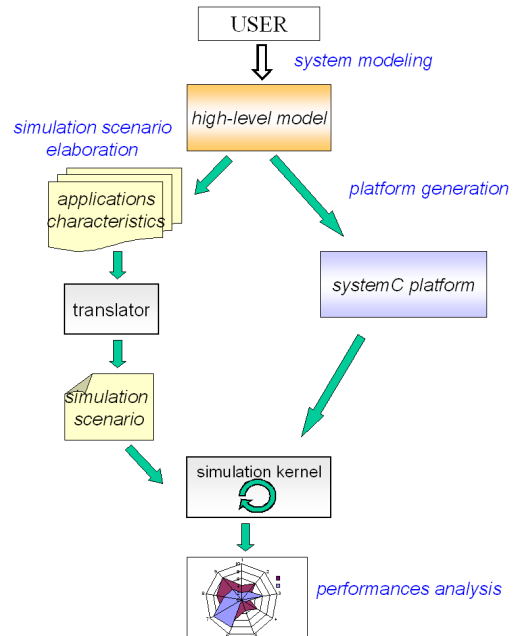 USER
system modeling
high-level model
simulation scenario
elaboration
applications
characteristics
platform generation
systemC platform
translator
simulation
scenario
simulation kernel
performances analysis